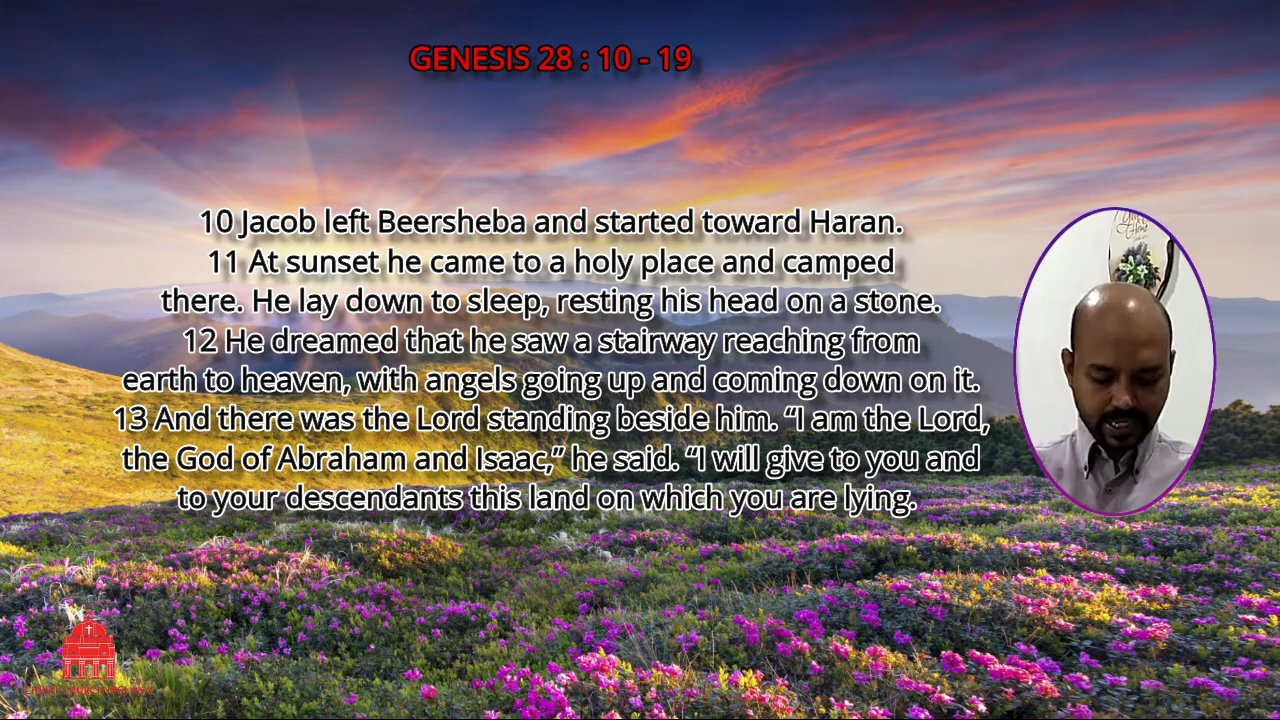 GENESIS 28 : 10 - 19
10 Jacob left Beersheba and started toward Haran.
11 At sunset he came to a holy place and camped
there. He lay down to sleep, resting his head on a stone.
12 He dreamed that he saw a stairway reaching from
earth to heaven, with angels going up and coming down on it.
13 And there was the Lord standing beside him. “I am the Lord,
the God of Abraham and Isaac,” he said. “I will give to you and
to your descendants this land on which you are lying.
CHRIST CHURCH MELAKA